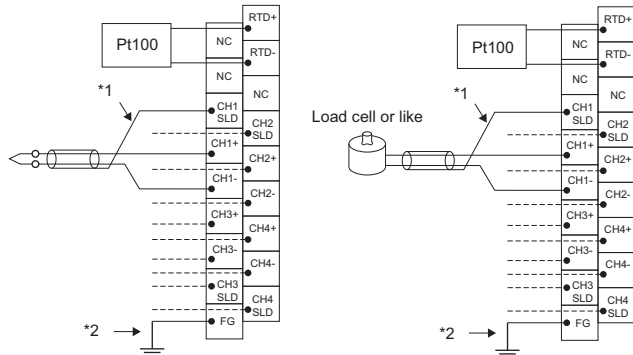 RTD+
Pt100
NC
RTD-
NC
NC
*1
CH1
SLD
CH2
SLD
CH1+
CH2+
CH1-
CH2-
CH3+
CH4+
CH3-
CH4-
CH3
SLD
CH4
SLD
*2
FG
RTD+
Pt100
NC
RTD-
NC
NC
*1
Load cell or like
CH1
SLD
CH2
SLD
CH1+
CH2+
CH1-
CH2-
CH3+
CH4+
CH3-
CH4-
CH3
SLD
CH4
SLD
*2
FG